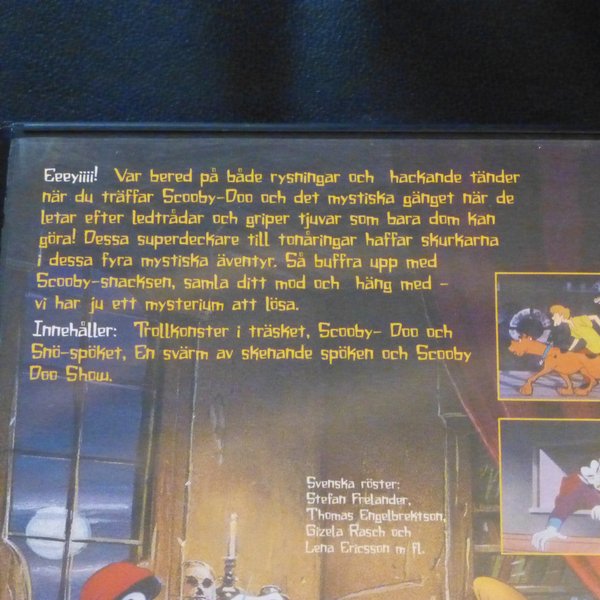 Eeeyiiii! Var bered på både rysningar och hackande tänder
när du träffar Scooby-Doo och det mystiska gänget när de
letar efter ledtrådar och griper tjuvar som bara dom kan
göra! Dessa superdeckare till tonåringar haffar skurkarna
i dessa fyra mystiska äventyr. Så buffra upp med
Scooby-snacksen, samla ditt mod och häng med -
vi har ju ett mysterium att lösa.
Innehåller: Trollkonster i träsket, Scooby- Doo och
Snö-spöket, En svärm av skenande spöken och Scooby
Doo Show.
Svenska röster:
Stefan Frelander,
Thomas Engelbrektson,
Gizela Rasch och
Lena Ericsson m fl.